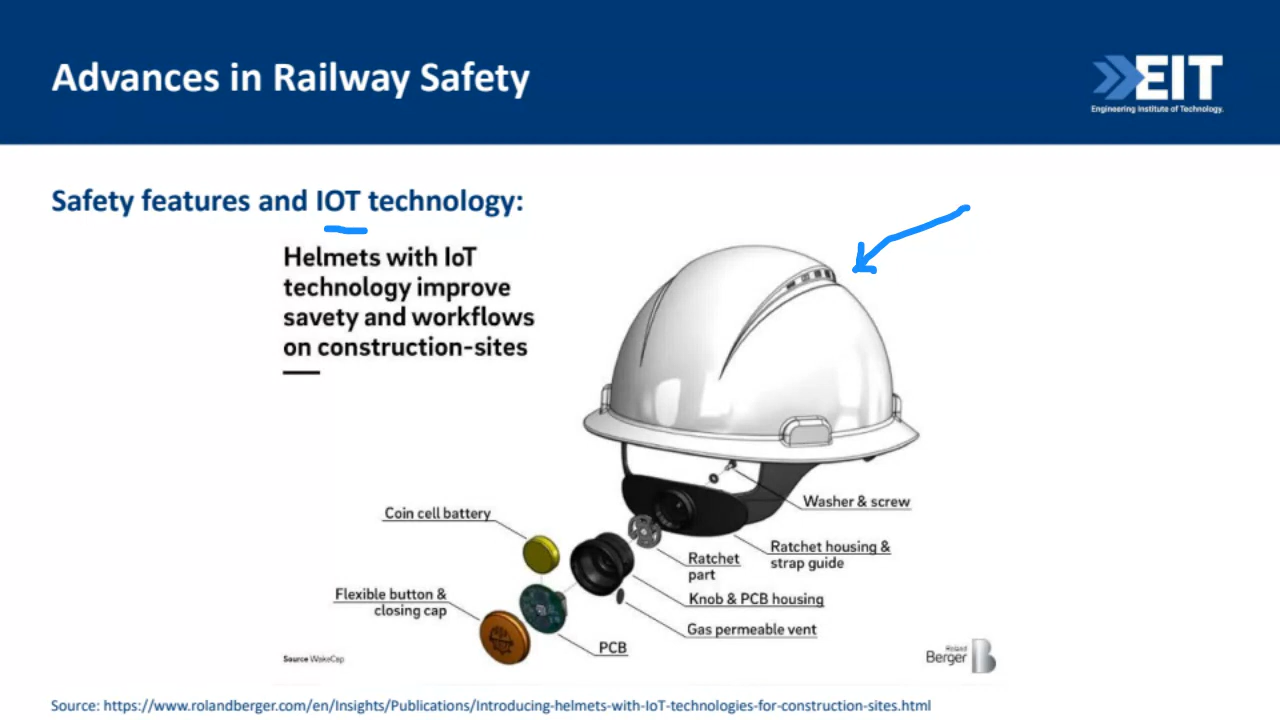 Advances in Railway Safety
EIT
Engineering Institute of Technology.
Safety features and IOT technology:
Helmets with IoT
technology improve
savety and workflows
on construction-sites
Washer & screw
Coin cell battery
Ratchet housing &
strap guide
Ratchet
part
Flexible button &
closing cap
Knob & PCB housing
Gas permeable vent
PCB
Source WakeCap
Roland
Berger
B
Source: https://www.rolandberger.com/en/Insights/Publications/Introducing-helmets-with-IoT-technologies-for-construction-sites.html